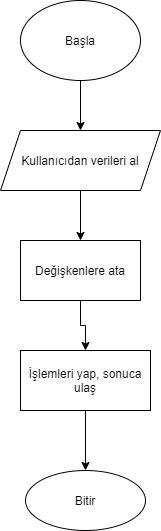 Başla
Kullanıcıdan verileri al
Değişkenlere ata
İşlemleri yap, sonuca
ulaş
Bitir